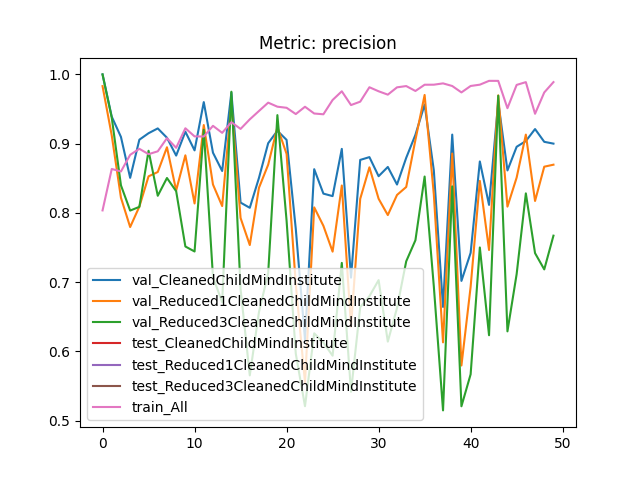 Metric: precision
1.0
0.9
0.8
0.7
0.6
0.5
val_CleanedChildMindInstitute
val_Reduced1CleanedChildMindInstitute
val_Reduced3CleanedChildMindInstitute
test_CleanedChildMindInstitute
test_Reduced1CleanedChildMindInstitute
test_Reduced3CleanedChildMindInstitute
train_All
0 10 20 30 40 50